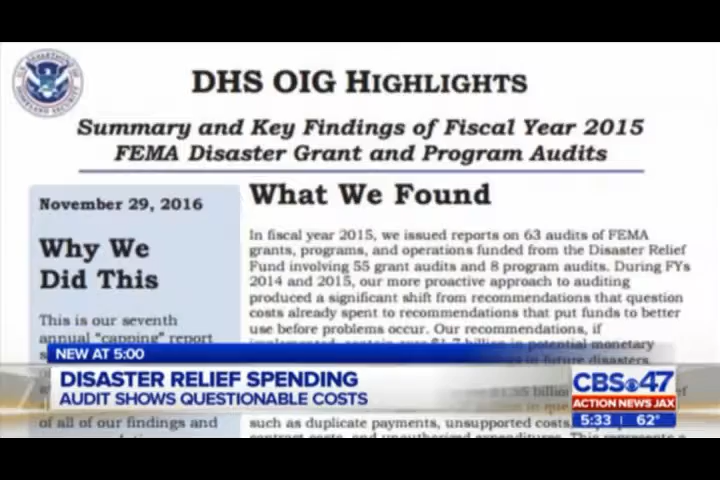 DHS OIG HIGHLIGHTS
Summary and Key Findings of Fiscal Year 2015
FEMA Disaster Grant and Program Audits
November 29, 2016
Why We
Did This
This is our seventh
annual "capping" report
of all of our findings and
What We Found
In fiscal year 2015, we issued reports on 63 audits of FEMA
grants, programs, and operations funded from the Disaster Relief
Fund involving 55 grant audits and 8 program audits. During FYs
2014 and 2015, our more proactive approach to auditing
produced a significant shift from recommendations that question
costs already spent to recommendations that put funds to better
use before problems occur. Our recommendations, if
potential monetary
in future disasters.
such as duplicate payments, unsupported costs,
NEW AT 5:00
DISASTER RELIEF SPENDING
AUDIT SHOWS QUESTIONABLE COSTS
CBS 47
ACTION NEWS JAX
5:33 62°